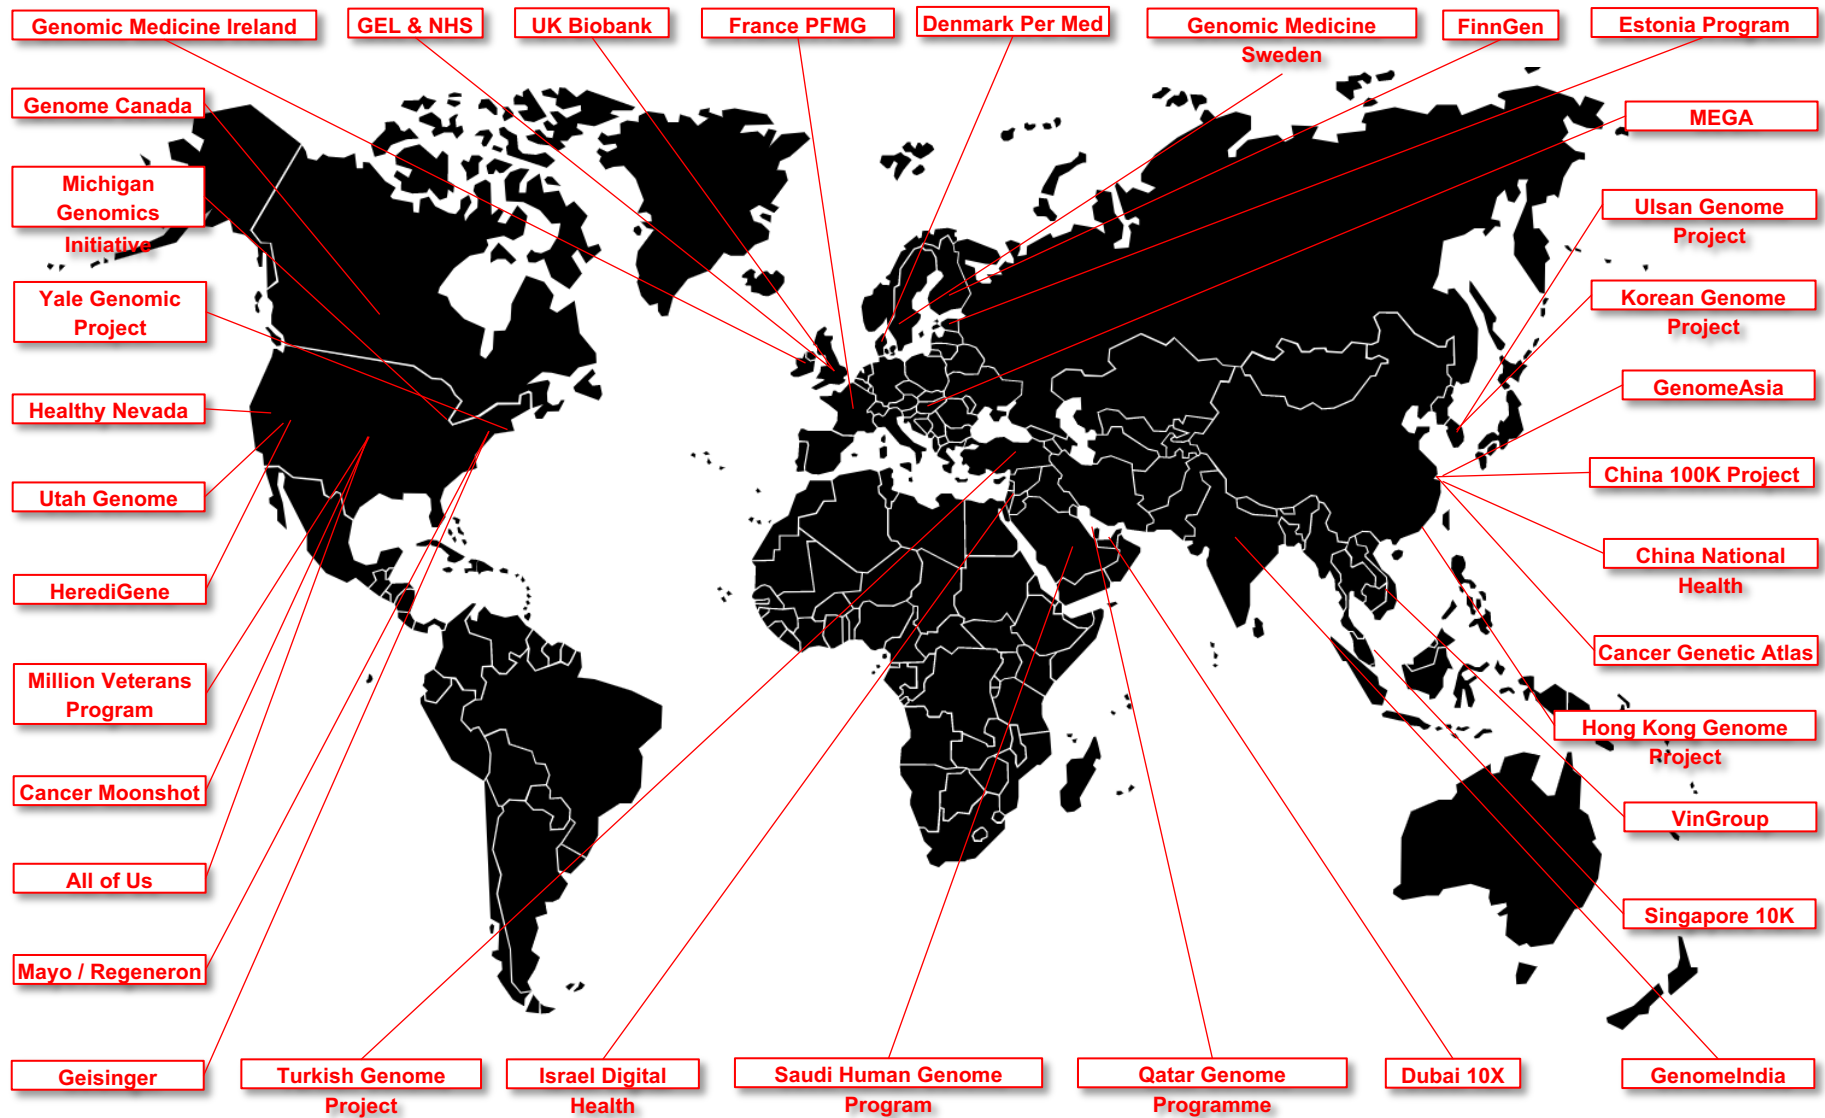 Genomic Medicine Ireland
GEL & NHS
UK Biobank
France PFMG
Denmark Per Med
Genomic Medicine
Sweden
FinnGen
Estonia Program
Genome Canada
MEGA
Michigan
Genomics
Initiative
Ulsan Genome
Project
Yale Genomic
Project
Korean Genome
Project
Healthy Nevada
GenomeAsia
Utah Genome
China 100K Project
HerediGene
China National
Health
Million Veterans
Program
Cancer Genetic Atlas
Hong Kong Genome
Project
Cancer Moonshot
VinGroup
All of Us
Singapore 10K
Mayo / Regeneron
Geisinger
Turkish Genome
Project
Israel Digital
Health
Saudi Human Genome
Program
Qatar Genome
Programme
Dubai 10X
GenomeIndia